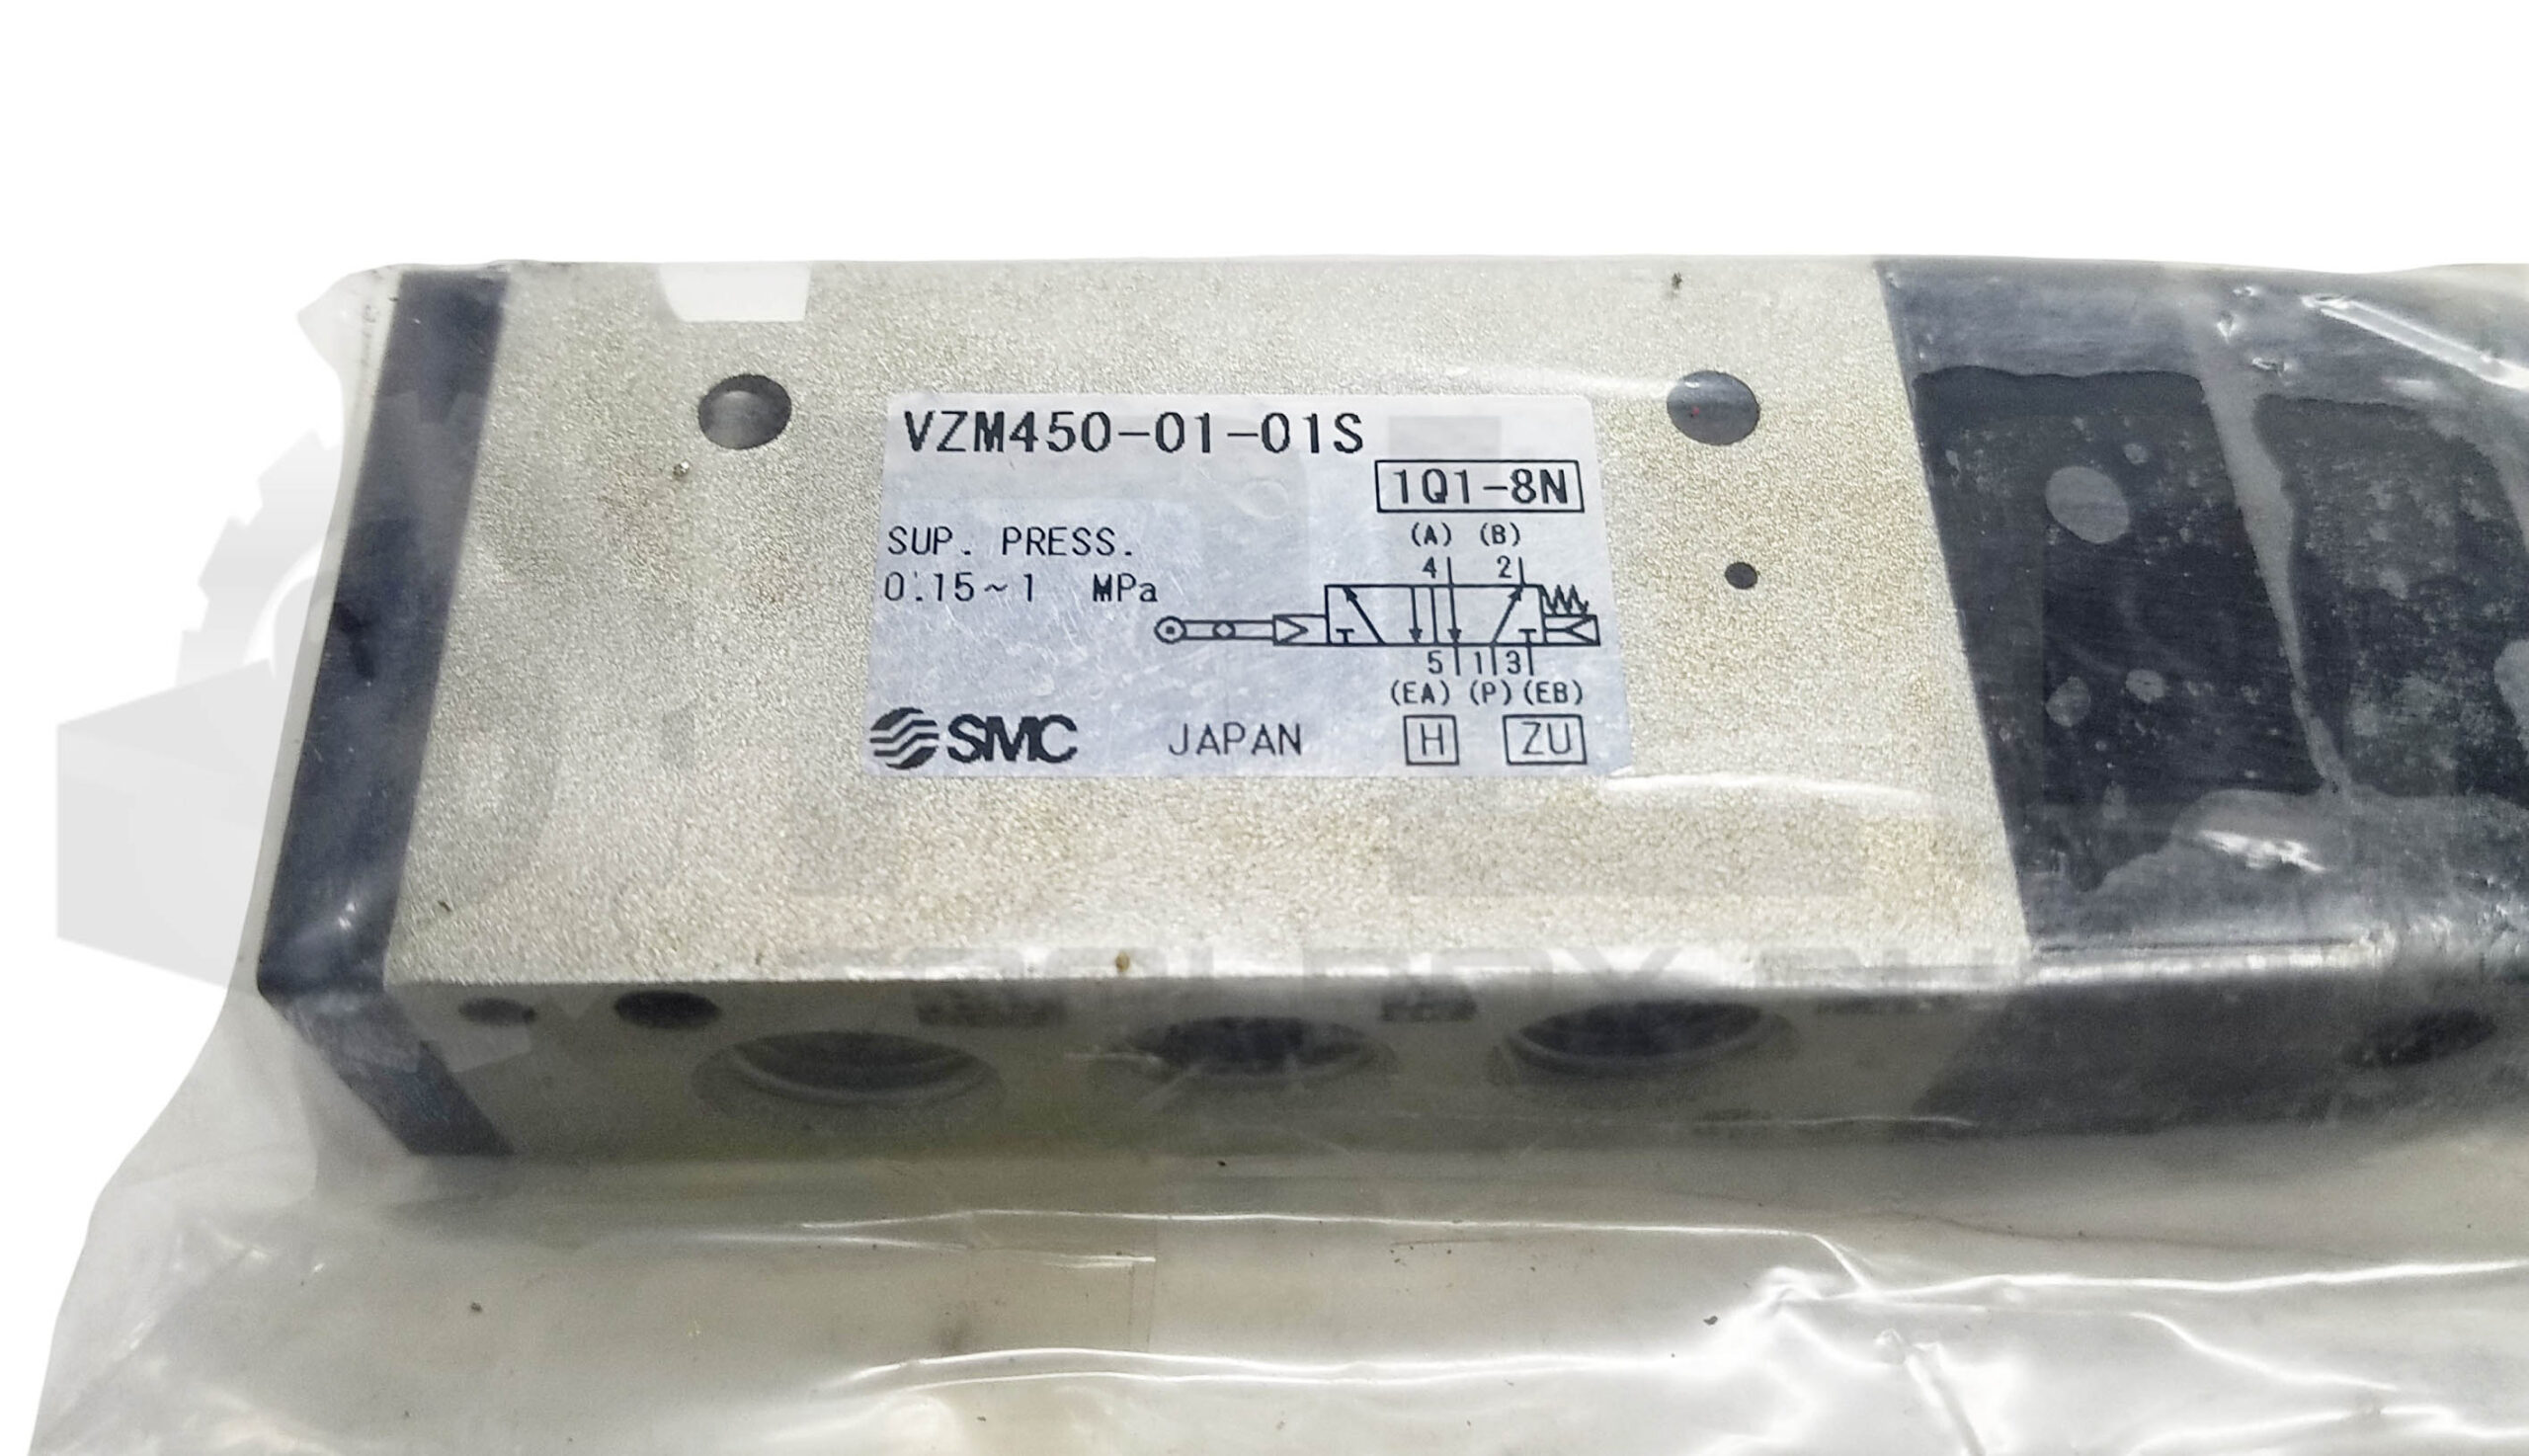 VZM450-01-01S
1Q1-8N
SUP. PRESS.
0.15~1 MPa
(A) (B)
4 2
5 1 3
(EA) (P) (EB)
SMC JAPAN H ZU